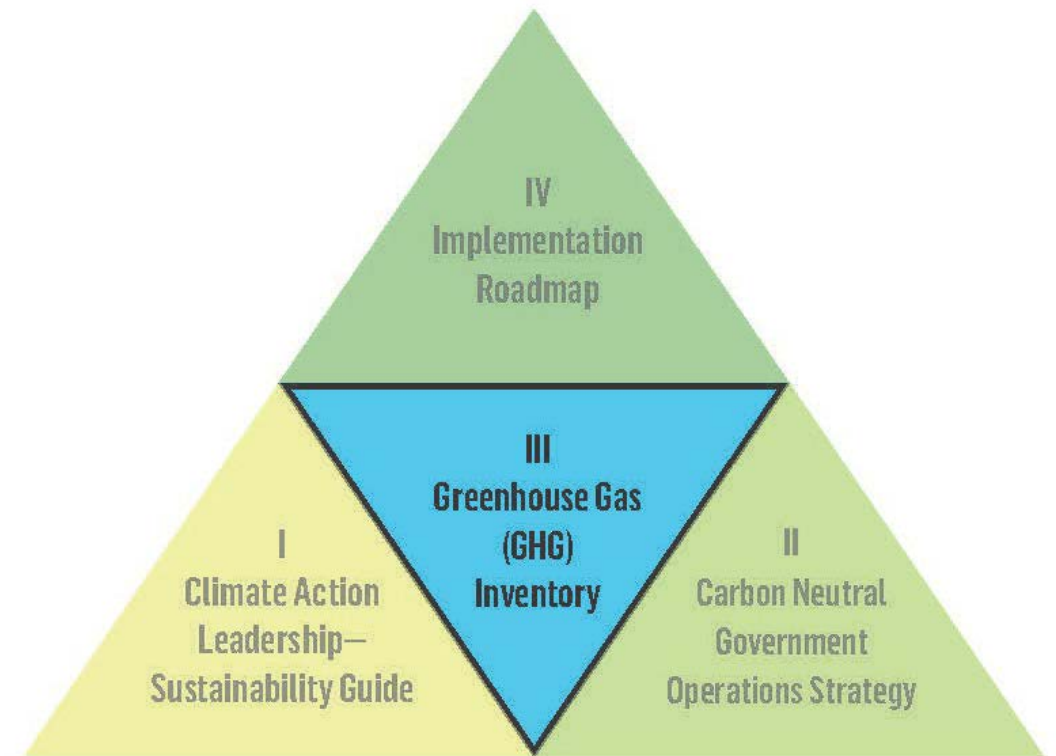 IV
Implementation
Roadmap
III
Greenhouse Gas
(GHG)
Inventory
I
Climate Action
Leadership—
Sustainability Guide
II
Carbon Neutral
Government
Operations Strategy